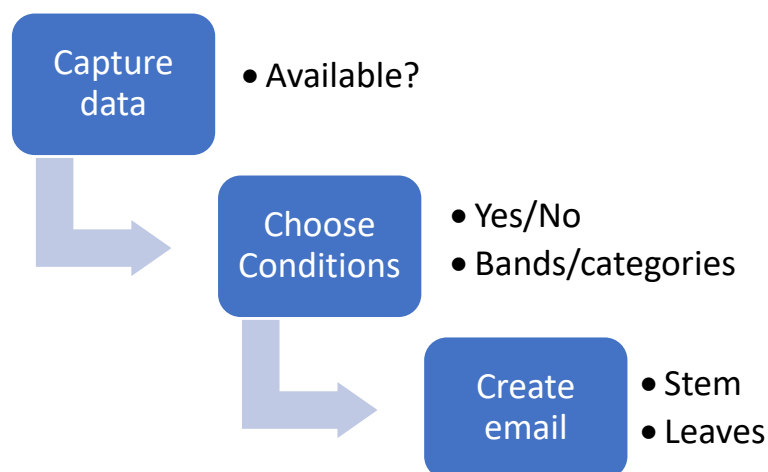 Capture
data
• Available?
Choose
Conditions
• Yes/No
• Bands/categories
Create
email
• Stem
• Leaves